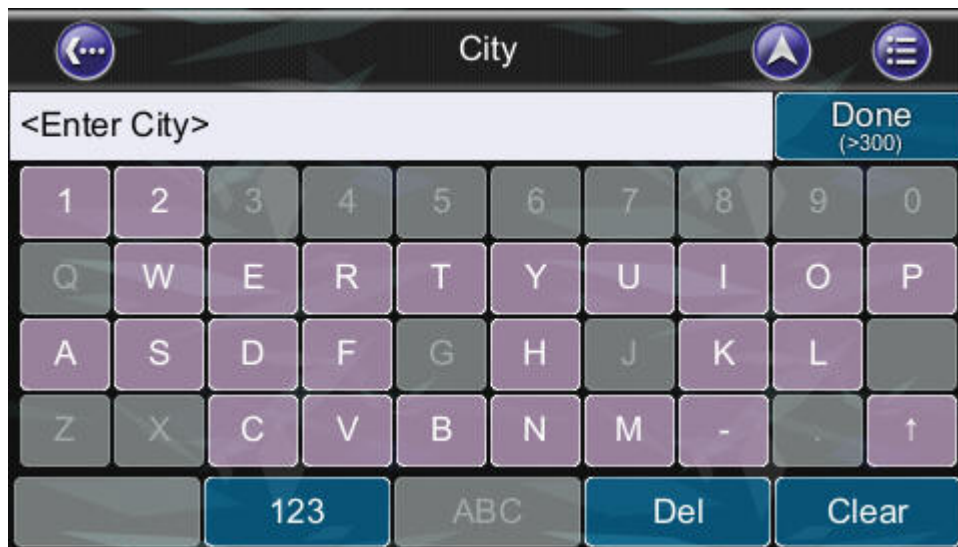 City
<Enter City>
Done
(>300)
1 2 3 4 5 6 7 8 9 0
Q W E R T Y U I O P
A S D F G H J K L
Z X C V B N M - . ↑
123 ABC Del Clear